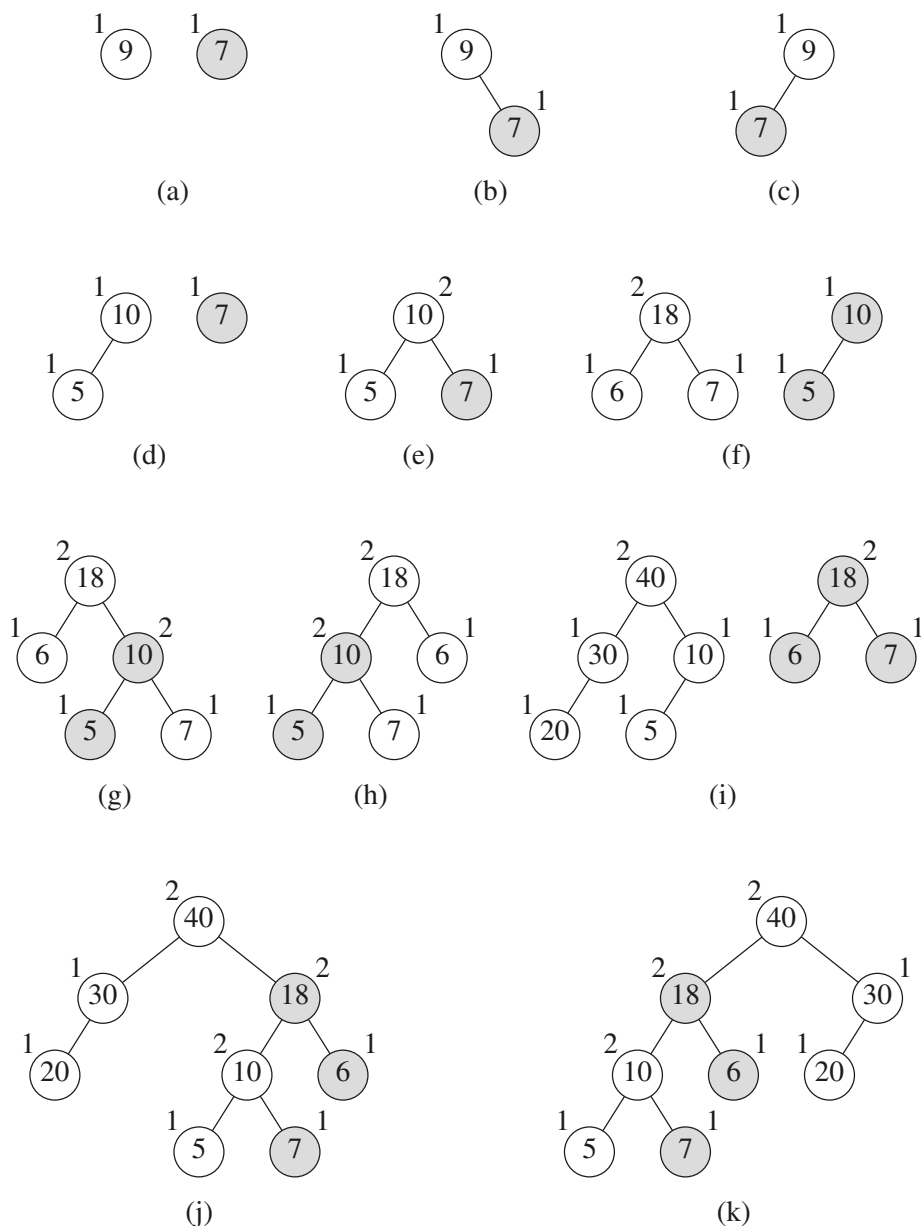 1 1 1 1
9 7 9 9
1 1
7 7
(a) (b) (c)
1 1 2 2 1
10 7 10 18 10
1 1 1 1 1 1
5 5 7 6 7 5
(d) (e) (f)
2 2 2 2
18 18 40 18
1 2 2 1 1 1 1 1
6 10 10 6 30 10 6 7
1 1 1 1 1 1
5 7 5 7 20 5
(g) (h) (i)
2 2
40 40
1 2 2 1
30 18 18 30
1 2 1 2 1 1
20 10 6 10 6 20
1 1 1 1
5 7 5 7
(j) (k)